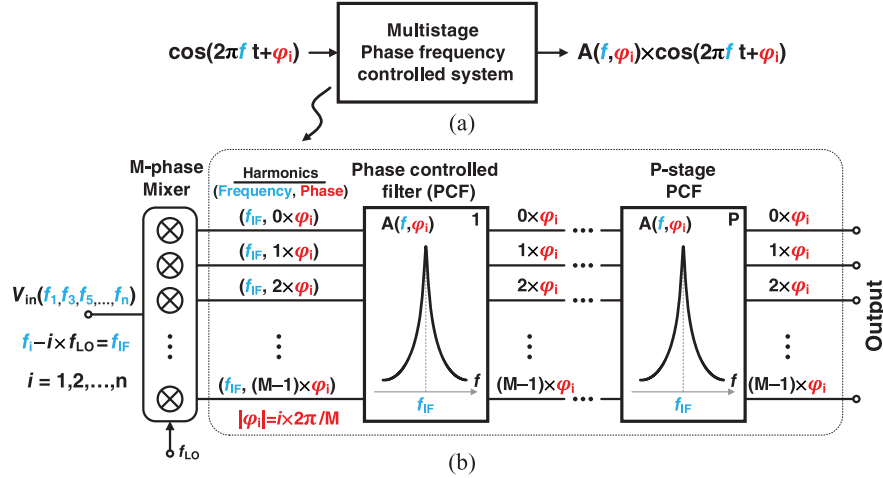 cos(2πf t+φi)
Multistage
Phase frequency
controlled system
A(f,φi)×cos(2πf t+φi)
(a)
M-phase
Mixer
Harmonics
(Frequency, Phase)
Phase controlled
filter (PCF)
P-stage
PCF
(fIF, 0×φi)
A(f,φi)
1
0×φi
A(f,φi)
P
0×φi
(fIF, 1×φi)
1×φi
1×φi
(fIF, 2×φi)
2×φi
2×φi
Vin(f1,f3,f5,...,fn)
fi–i×fLO=fIF
i = 1,2,...,n
(fIF, (M–1)×φi)
f
(M–1)×φi
f
(M–1)×φi
|φi|=i×2π/M
fIF
fIF
Output
fLO
(b)